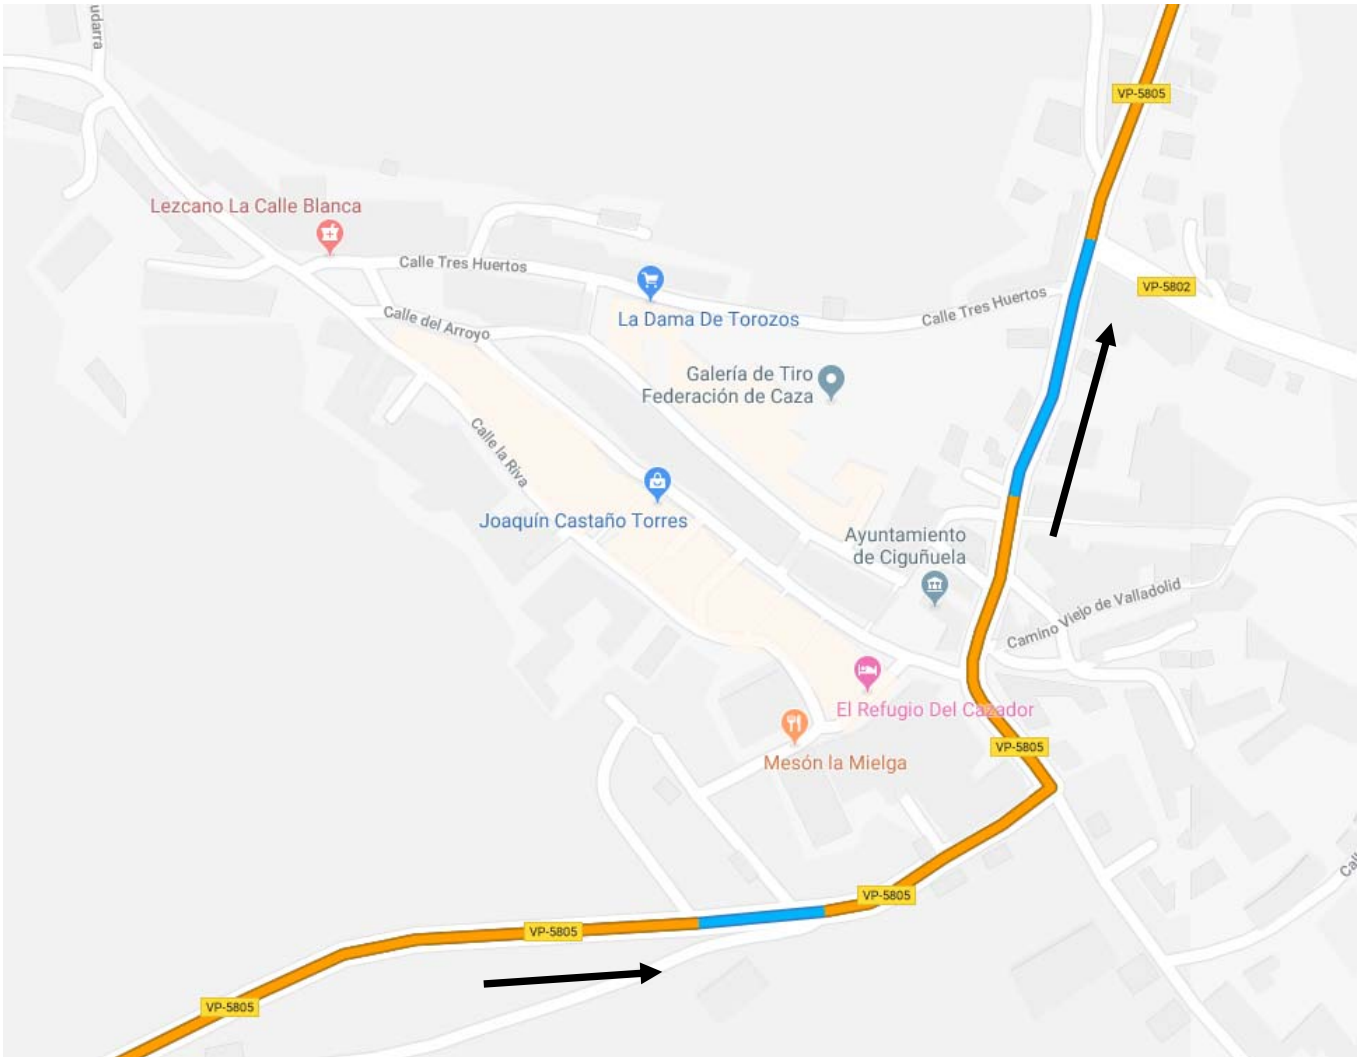 udarra
VP-5805
Lezcano La Calle Blanca
Calle Tres Huertos
VP-5802
Calle Tres Huertos
Calle del Arroyo
La Dama De Torozos
Galería de Tiro
Federación de Caza
Calle la Riva
Joaquín Castaño Torres
Ayuntamiento
de Ciguñuela
Camino Viejo de Valladolid
El Refugio Del Cazador
VP-5805
Mesón la Mielga
Cal
VP-5805
VP-5805
VP-5805